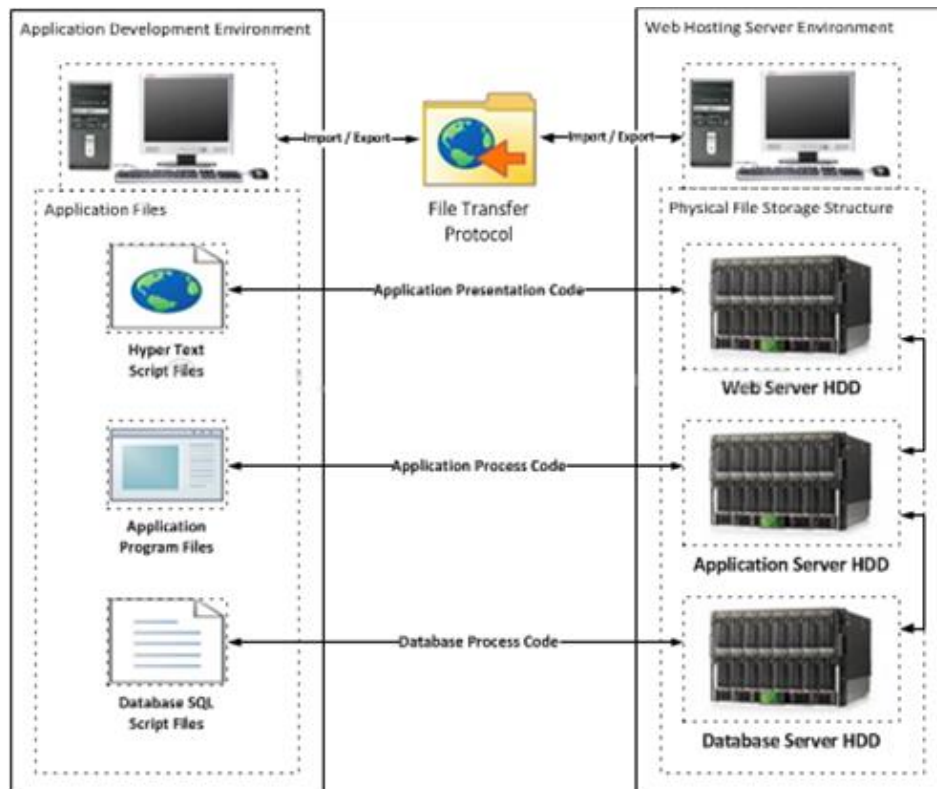 Application Development Environment
Web Hosting Server Environment
Import / Export
Import / Export
File Transfer
Protocol
Application Files
Physical File Storage Structure
Application Presentation Code
Hyper Text
Script Files
Web Server HDD
Application Process Code
Application
Program Files
Application Server HDD
Database Process Code
Database SQL
Script Files
Database Server HDD